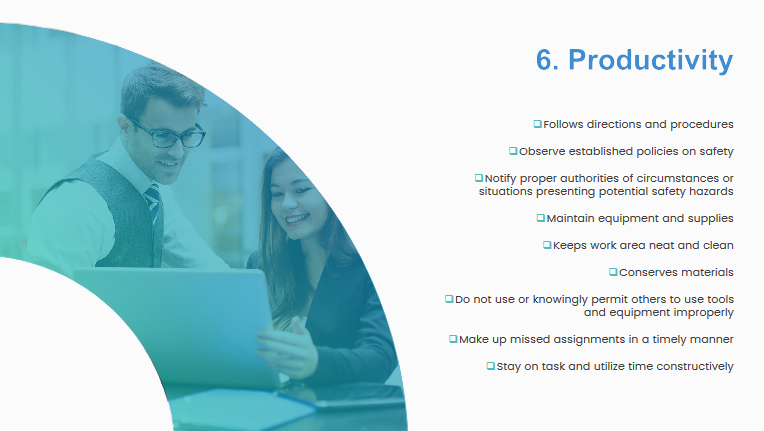 6. Productivity
❑Follows directions and procedures
❑Observe established policies on safety
❑Notify proper authorities of circumstances or
situations presenting potential safety hazards
❑Maintain equipment and supplies
❑Keeps work area neat and clean
❑Conserves materials
❑Do not use or knowingly permit others to use tools
and equipment improperly
❑Make up missed assignments in a timely manner
❑Stay on task and utilize time constructively